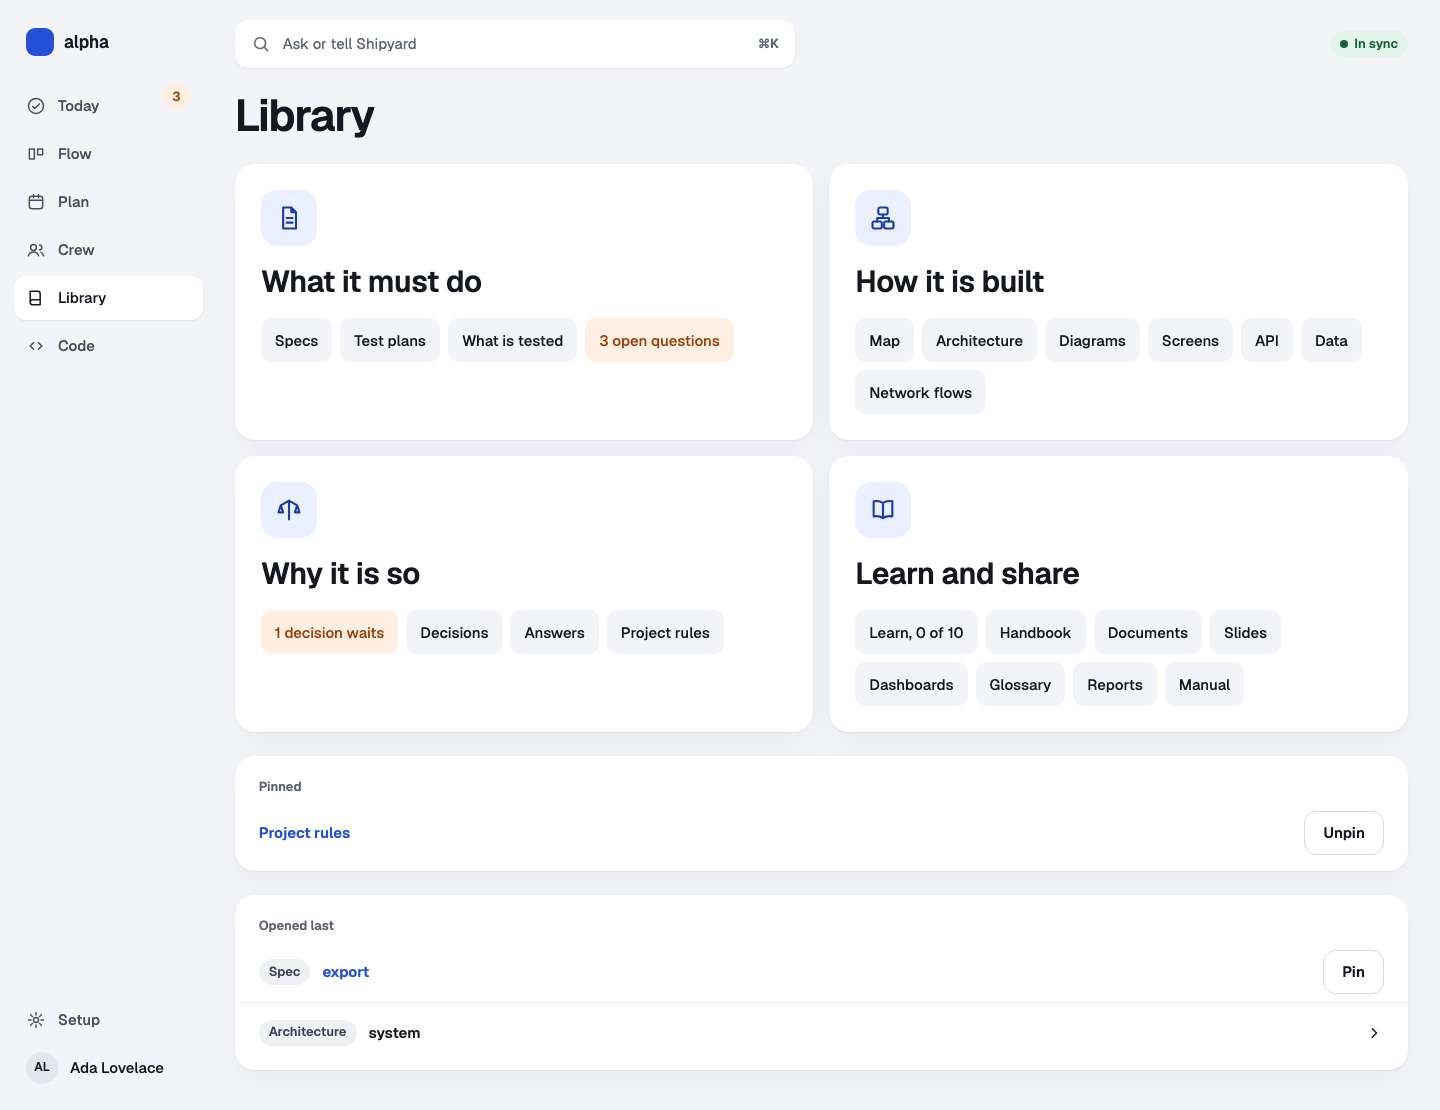 alpha
Today
3
Flow
Plan
Crew
Library
Code
Setup
AL
Ada Lovelace
Ask or tell Shipyard
⌘K
In sync
Library
What it must do
Specs
Test plans
What is tested
3 open questions
How it is built
Map
Architecture
Diagrams
Screens
API
Data
Network flows
Why it is so
1 decision waits
Decisions
Answers
Project rules
Learn and share
Learn, 0 of 10
Handbook
Documents
Slides
Dashboards
Glossary
Reports
Manual
Pinned
Project rules
Unpin
Opened last
Spec
export
Pin
Architecture
system